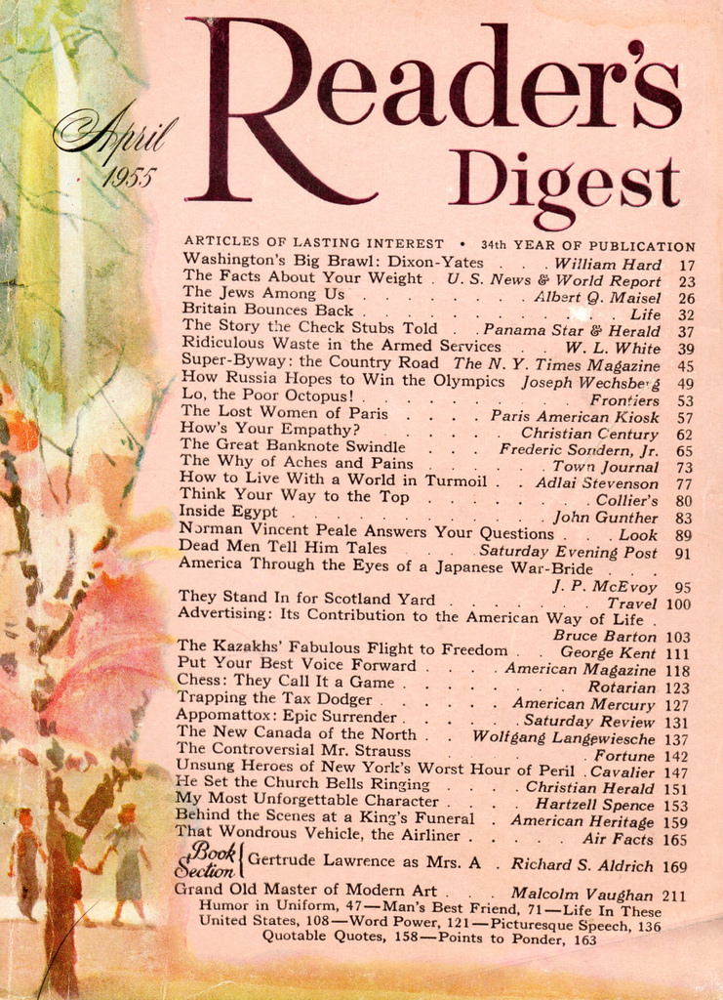 Reader's
Digest
April
1955
ARTICLES OF LASTING INTEREST • 34th YEAR OF PUBLICATION
Washington's Big Brawl: Dixon-Yates . . . William Hard 17
The Facts About Your Weight . U. S. News & World Report 23
The Jews Among Us . . . . . . . . . Albert Q. Maisel 26
Britain Bounces Back . . . . . . . . . . . . Life 32
The Story the Check Stubs Told . . Panama Star & Herald 37
Ridiculous Waste in the Armed Services . . W. L. White 39
Super-Byway: the Country Road The N. Y. Times Magazine 45
How Russia Hopes to Win the Olympics Joseph Wechsberg 49
Lo, the Poor Octopus! . . . . . . . . . . Frontiers 53
The Lost Women of Paris . . . . Paris American Kiosk 57
How's Your Empathy? . . . . . . Christian Century 62
The Great Banknote Swindle . . . Frederic Sondern, Jr. 65
The Why of Aches and Pains . . . . . Town Journal 73
How to Live With a World in Turmoil . . Adlai Stevenson 77
Think Your Way to the Top . . . . . . . Collier's 80
Inside Egypt . . . . . . . . . . . . John Gunther 83
Norman Vincent Peale Answers Your Questions . . . Look 89
Dead Men Tell Him Tales . . . . Saturday Evening Post 91
America Through the Eyes of a Japanese War-Bride . . .
J. P. McEvoy 95
They Stand In for Scotland Yard . . . . . . . Travel 100
Advertising: Its Contribution to the American Way of Life .
Bruce Barton 103
The Kazakhs' Fabulous Flight to Freedom . . George Kent 111
Put Your Best Voice Forward . . . . American Magazine 118
Chess: They Call It a Game . . . . . . . . Rotarian 123
Trapping the Tax Dodger . . . . . . American Mercury 127
Appomattox: Epic Surrender . . . . . Saturday Review 131
The New Canada of the North . . Wolfgang Langewiesche 137
The Controversial Mr. Strauss . . . . . . . Fortune 142
Unsung Heroes of New York's Worst Hour of Peril . Cavalier 147
He Set the Church Bells Ringing . . . . Christian Herald 151
My Most Unforgettable Character . . . . Hartzell Spence 153
Behind the Scenes at a King's Funeral . American Heritage 159
That Wondrous Vehicle, the Airliner . . . . . Air Facts 165
Book
Section { Gertrude Lawrence as Mrs. A . Richard S. Aldrich 169
Grand Old Master of Modern Art . . . Malcolm Vaughan 211
Humor in Uniform, 47—Man's Best Friend, 71—Life In These
United States, 108—Word Power, 121—Picturesque Speech, 136
Quotable Quotes, 158—Points to Ponder, 163